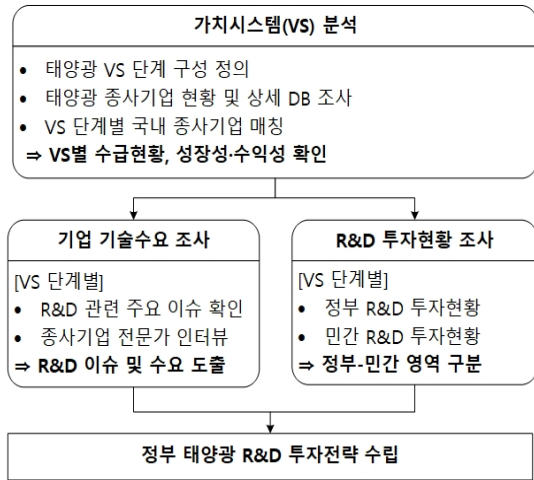 가치시스템(VS) 분석
• 태양광 VS 단계 구성 정의
• 태양광 종사기업 현황 및 상세 DB 조사
• VS 단계별 국내 종사기업 매칭
⇒ VS별 수급현황, 성장성·수익성 확인
기업 기술수요 조사
[VS 단계별]
• R&D 관련 주요 이슈 확인
• 종사기업 전문가 인터뷰
⇒ R&D 이슈 및 수요 도출
R&D 투자현황 조사
[VS 단계별]
• 정부 R&D 투자현황
• 민간 R&D 투자현황
⇒ 정부-민간 영역 구분
정부 태양광 R&D 투자전략 수립